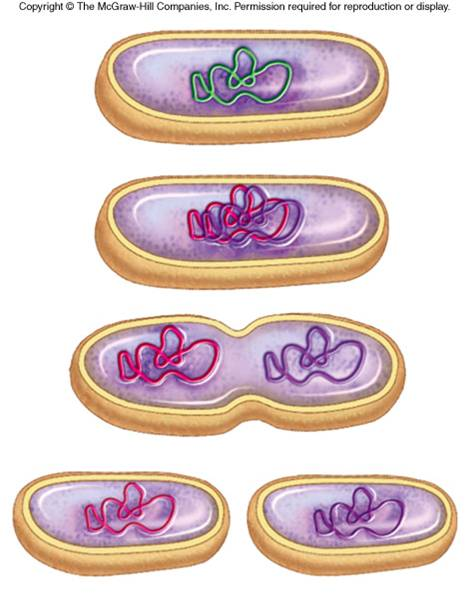 Copyright © The McGraw-Hill Companies, Inc. Permission required for reproduction or display.